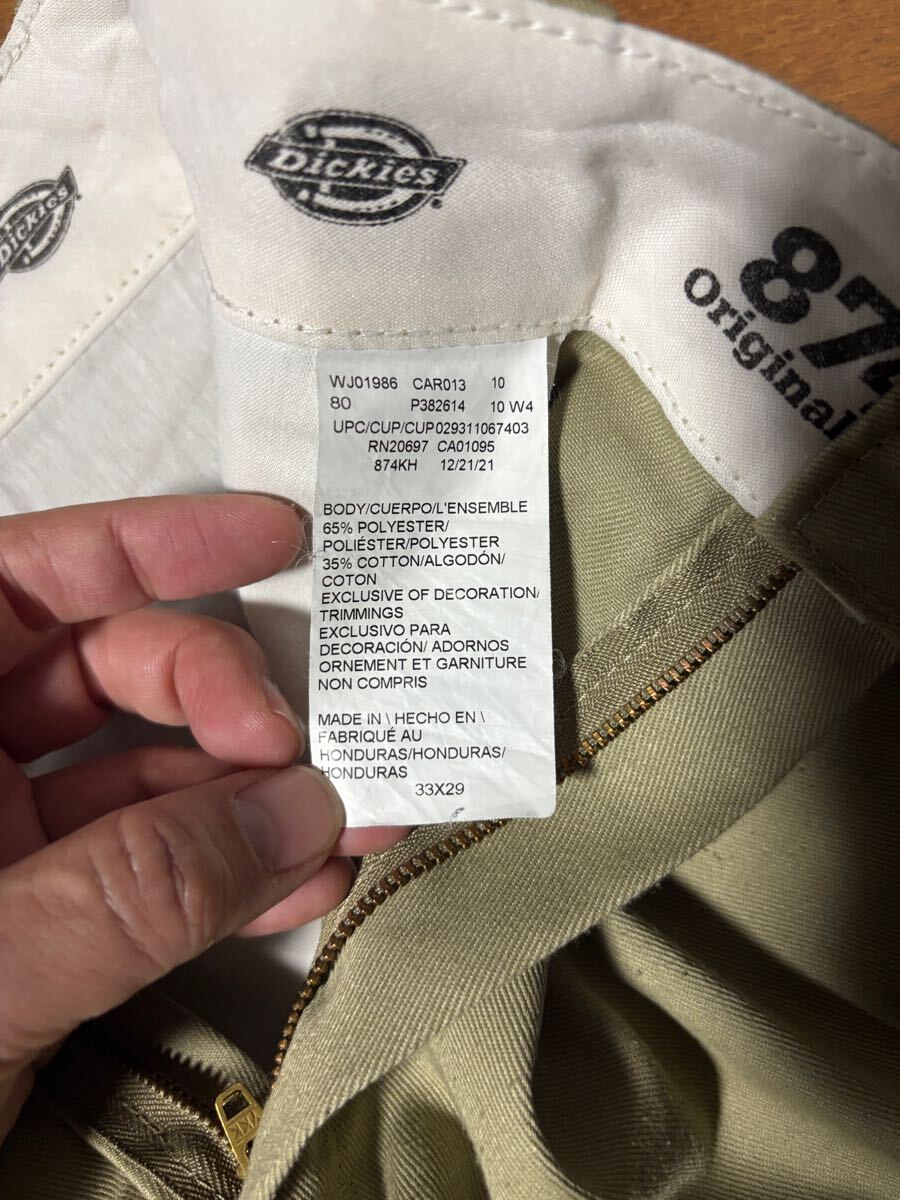 Dickies
Dickies
874
Original
WJ01986 CAR013 10
80 P382614 10 W4
UPC/CUP/CUP029311067403
RN20697 CA01095
874KH 12/21/21
BODY/CUERPO/L'ENSEMBLE
65% POLYESTER/
POLIÉSTER/POLYESTER
35% COTTON/ALGODÓN/
COTON
EXCLUSIVE OF DECORATION/
TRIMMINGS
EXCLUSIVO PARA
DECORACIÓN/ ADORNOS
ORNEMENT ET GARNITURE
NON COMPRIS
MADE IN \ HECHO EN \
FABRIQUÉ AU
HONDURAS/HONDURAS/
HONDURAS
33X29